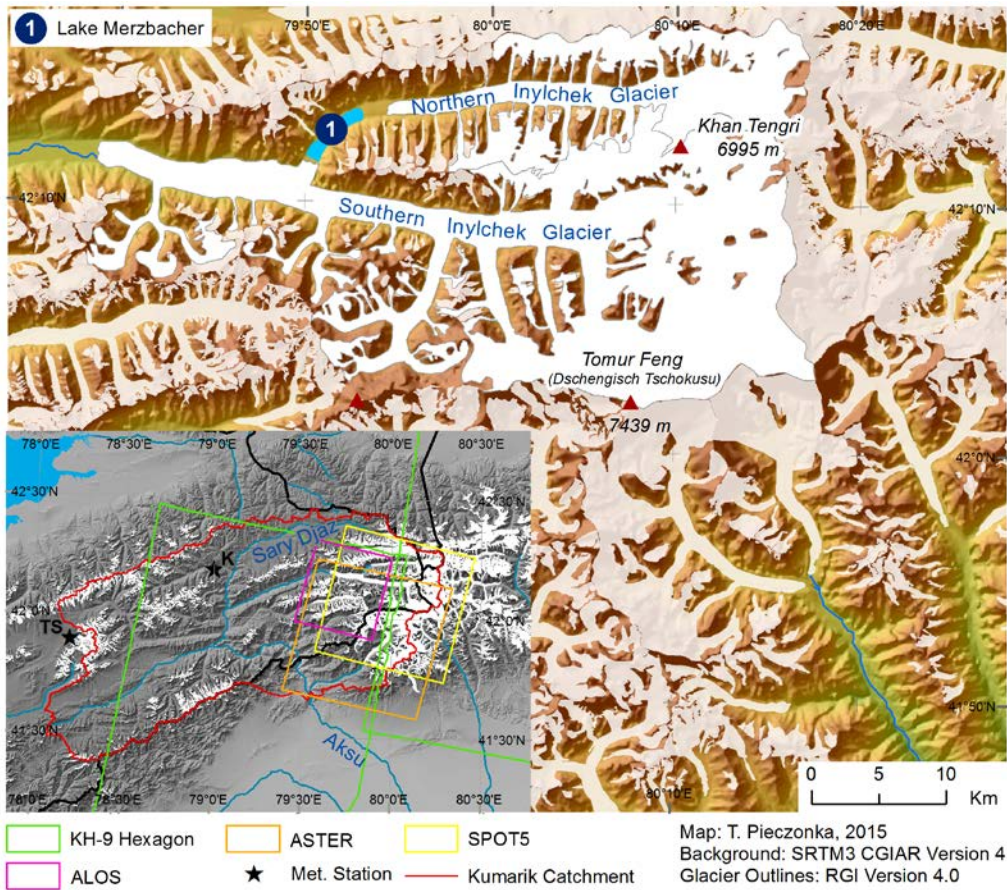 1 Lake Merzbacher
79°50'E
80°0'E
80°10'E
80°20'E
Northern Inylchek Glacier
1
Khan Tengri
6995 m
42°10'N
42°10'N
Southern Inylchek Glacier
Tomur Feng
(Dschengisch Tschokusu)
7439 m
78°0'E
78°30'E
79°0'E
79°30'E
80°0'E
80°30'E
42°30'N
42°30'N
42°0'N
Sary Djaz
K
42°0'N
42°0'N
TS
41°30'N
41°30'N
41°50'N
Aksu
78°0'E
78°30'E
79°0'E
79°30'E
80°0'E
80°30'E
80°10'E
0 5 10
Km
KH-9 Hexagon
ASTER
SPOT5
ALOS
Met. Station
Kumarik Catchment
Map: T. Pieczonka, 2015
Background: SRTM3 CGIAR Version 4
Glacier Outlines: RGI Version 4.0